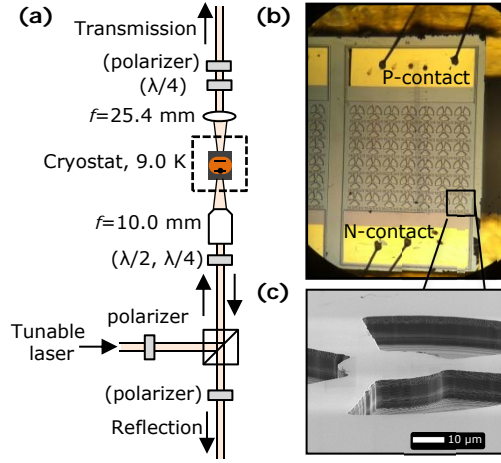 (a)
Transmission
(polarizer)
(λ/4)
f=25.4 mm
Cryostat, 9.0 K
f=10.0 mm
(λ/2, λ/4)
polarizer
Tunable
laser
(polarizer)
Reflection
(b)
P-contact
N-contact
(c)
10 μm